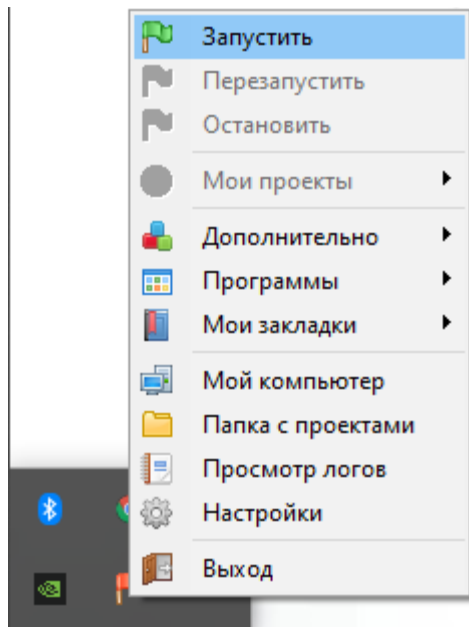 Запустить
Перезапустить
Остановить
Мои проекты
Дополнительно
Программы
Мои закладки
Мой компьютер
Папка с проектами
Просмотр логов
Настройки
Выход